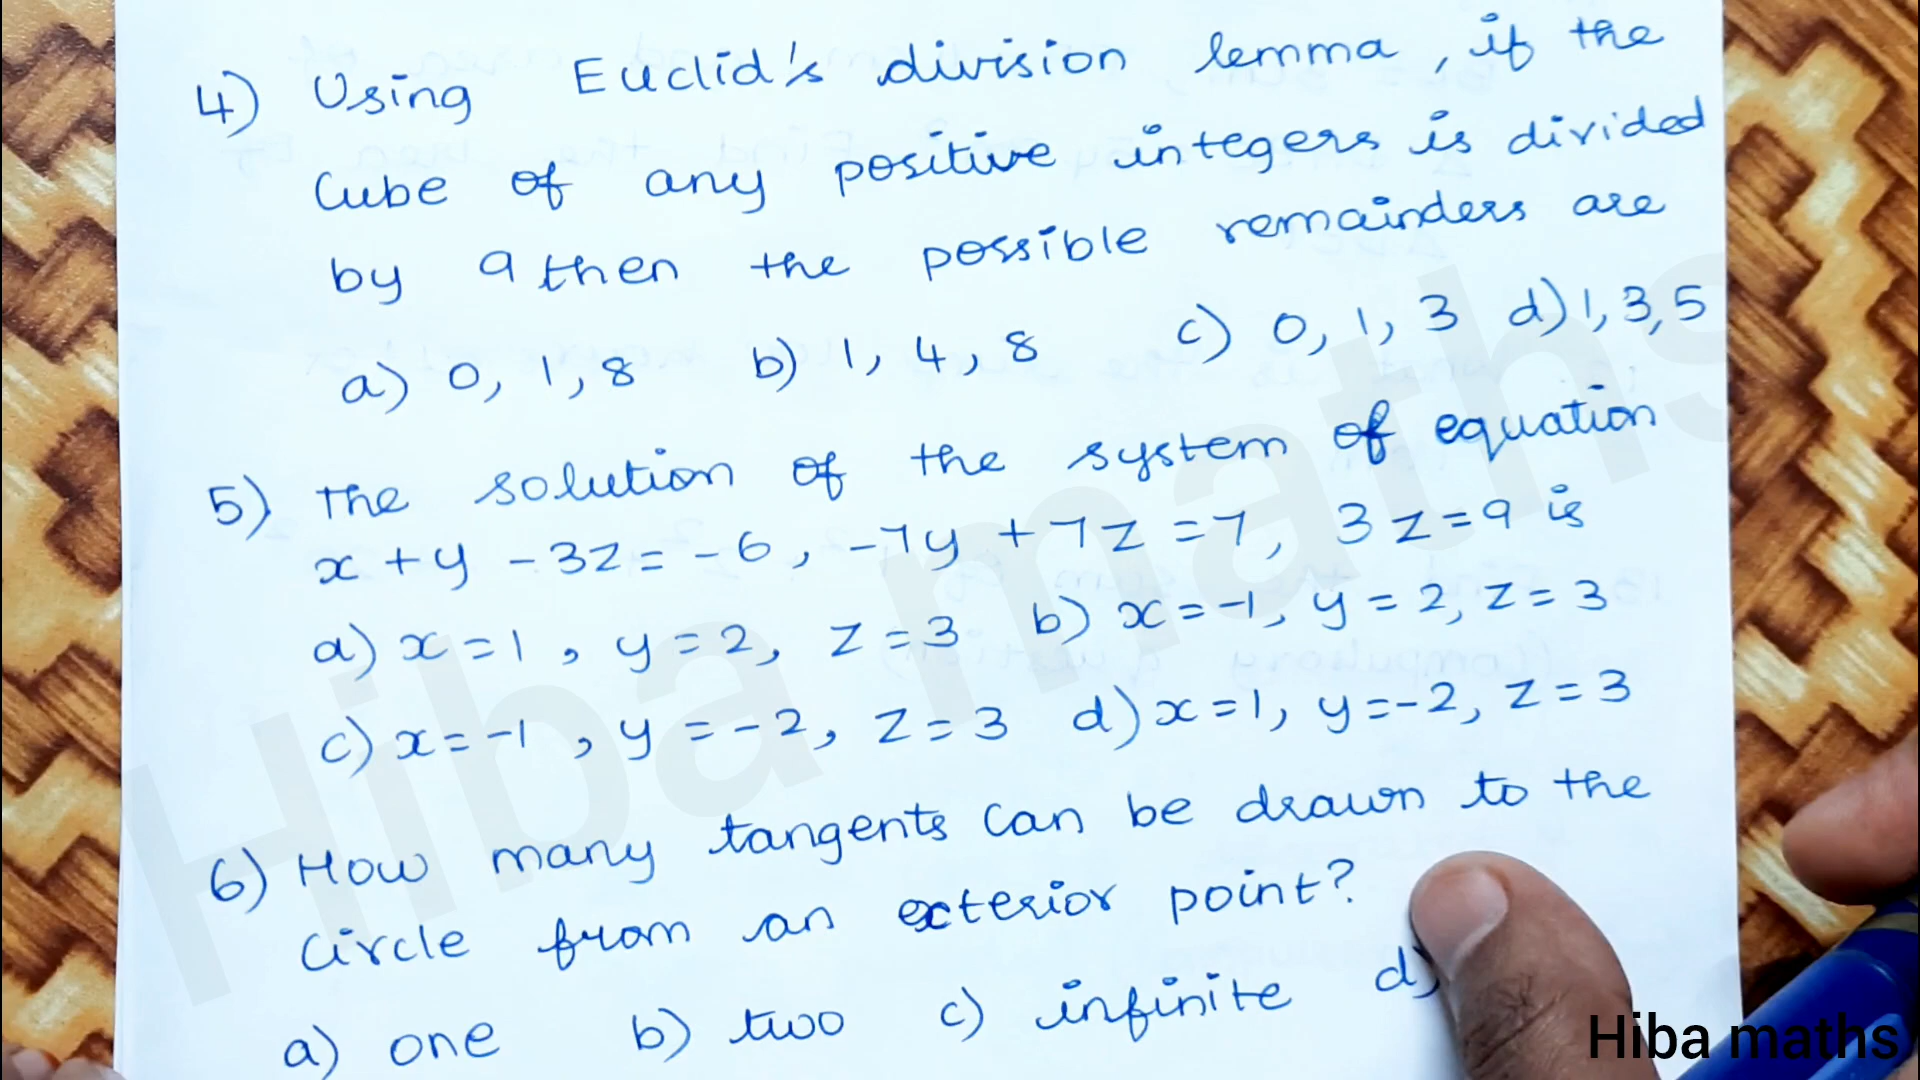 4) Using Euclid's division lemma, if the
Cube of any positive integers is divided
by 9 then the possible remainders are
a) 0, 1, 8 b) 1, 4, 8 c) 0, 1, 3 d) 1, 3, 5
5) The solution of the system of equation
x + y - 3z = -6, -7y + 7z = 7, 3z = 9 is
a) x = 1, y = 2, z = 3 b) x = -1, y = 2, z = 3
c) x = -1, y = -2, z = 3 d) x = 1, y = -2, z = 3
6) How many tangents can be drawn to the
circle from an exterior point?
a) one b) two c) infinite d)
Hiba maths
Hiba maths